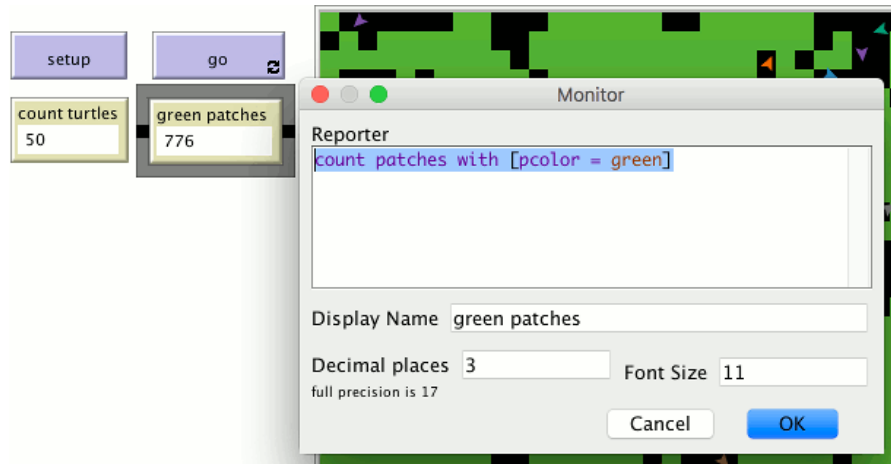 setup
go
count turtles
50
green patches
776
Monitor
Reporter
count patches with [pcolor = green]
Display Name green patches
Decimal places 3
Font Size 11
full precision is 17
Cancel
OK